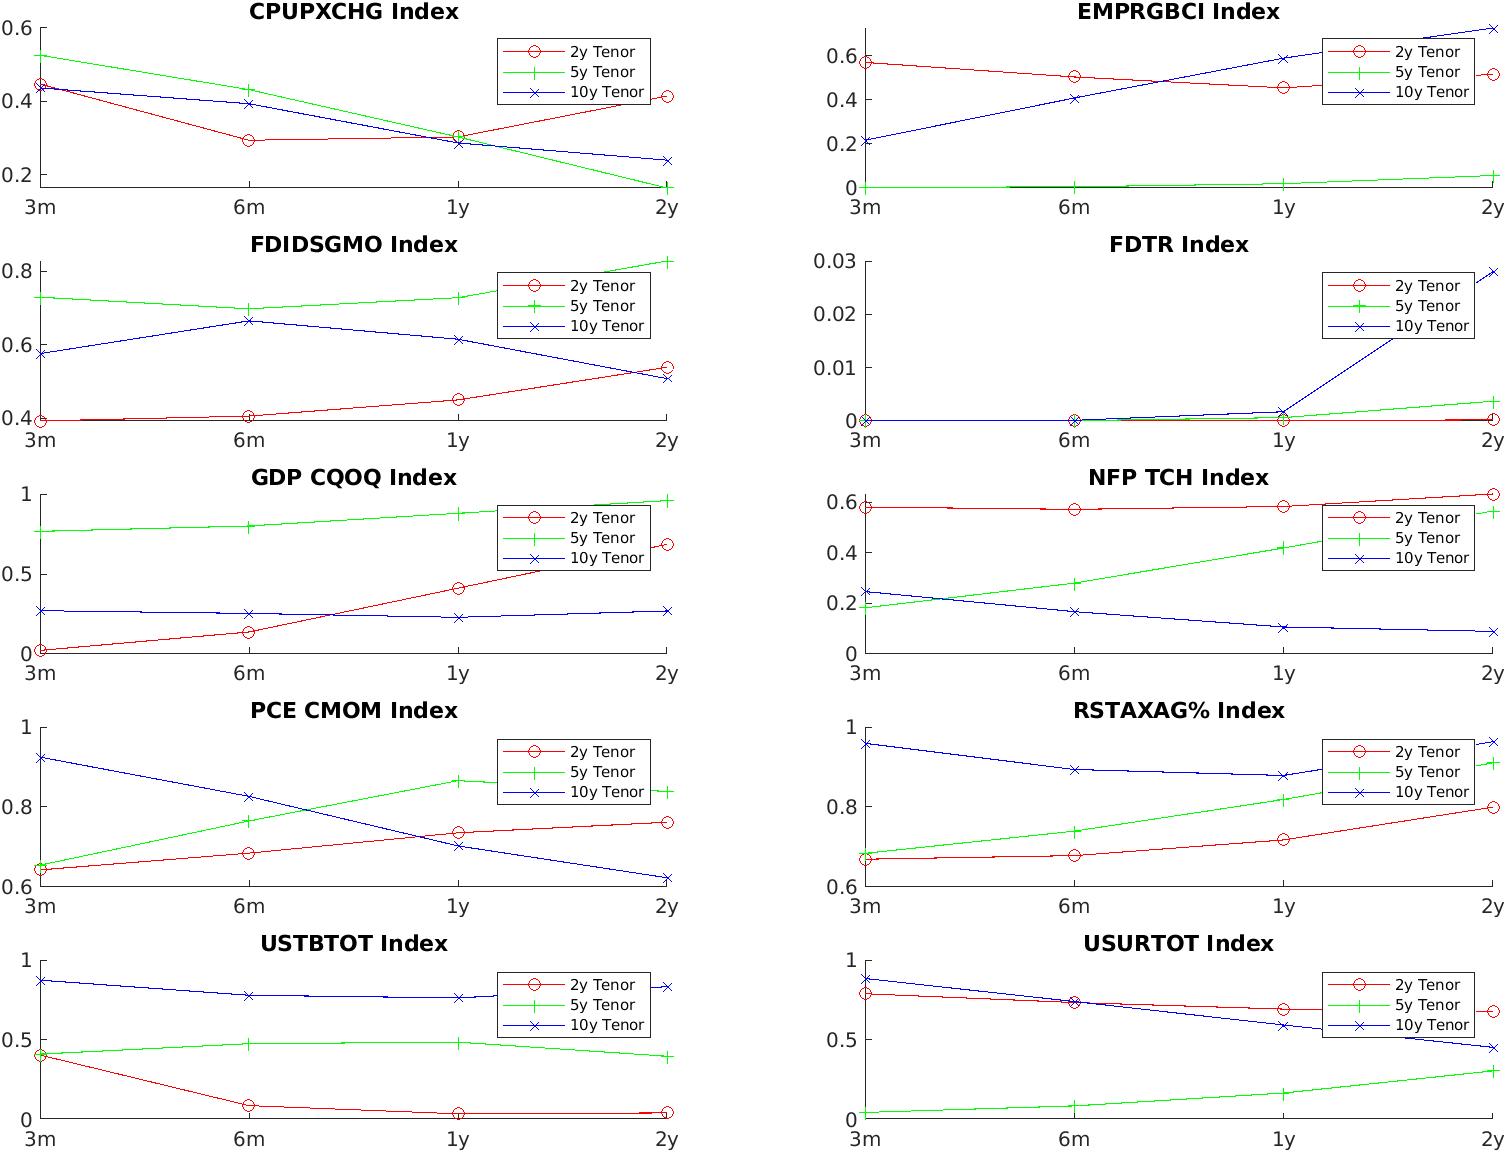 CPUPXCHG Index
0.6
0.4
0.2
2y Tenor
5y Tenor
10y Tenor
3m 6m 1y 2y
EMPRGBCI Index
0.6
0.4
0.2
0
2y Tenor
5y Tenor
10y Tenor
3m 6m 1y 2y
FDIDSGMO Index
0.8
0.6
0.4
2y Tenor
5y Tenor
10y Tenor
3m 6m 1y 2y
FDTR Index
0.03
0.02
0.01
0
2y Tenor
5y Tenor
10y Tenor
3m 6m 1y 2y
GDP CQOQ Index
1
0.5
0
2y Tenor
5y Tenor
10y Tenor
3m 6m 1y 2y
NFP TCH Index
0.6
0.4
0.2
0
2y Tenor
5y Tenor
10y Tenor
3m 6m 1y 2y
PCE CMOM Index
1
0.8
0.6
2y Tenor
5y Tenor
10y Tenor
3m 6m 1y 2y
RSTAXAG% Index
1
0.8
0.6
2y Tenor
5y Tenor
10y Tenor
3m 6m 1y 2y
USTBTOT Index
1
0.5
0
2y Tenor
5y Tenor
10y Tenor
3m 6m 1y 2y
USURTOT Index
1
0.5
0
2y Tenor
5y Tenor
10y Tenor
3m 6m 1y 2y